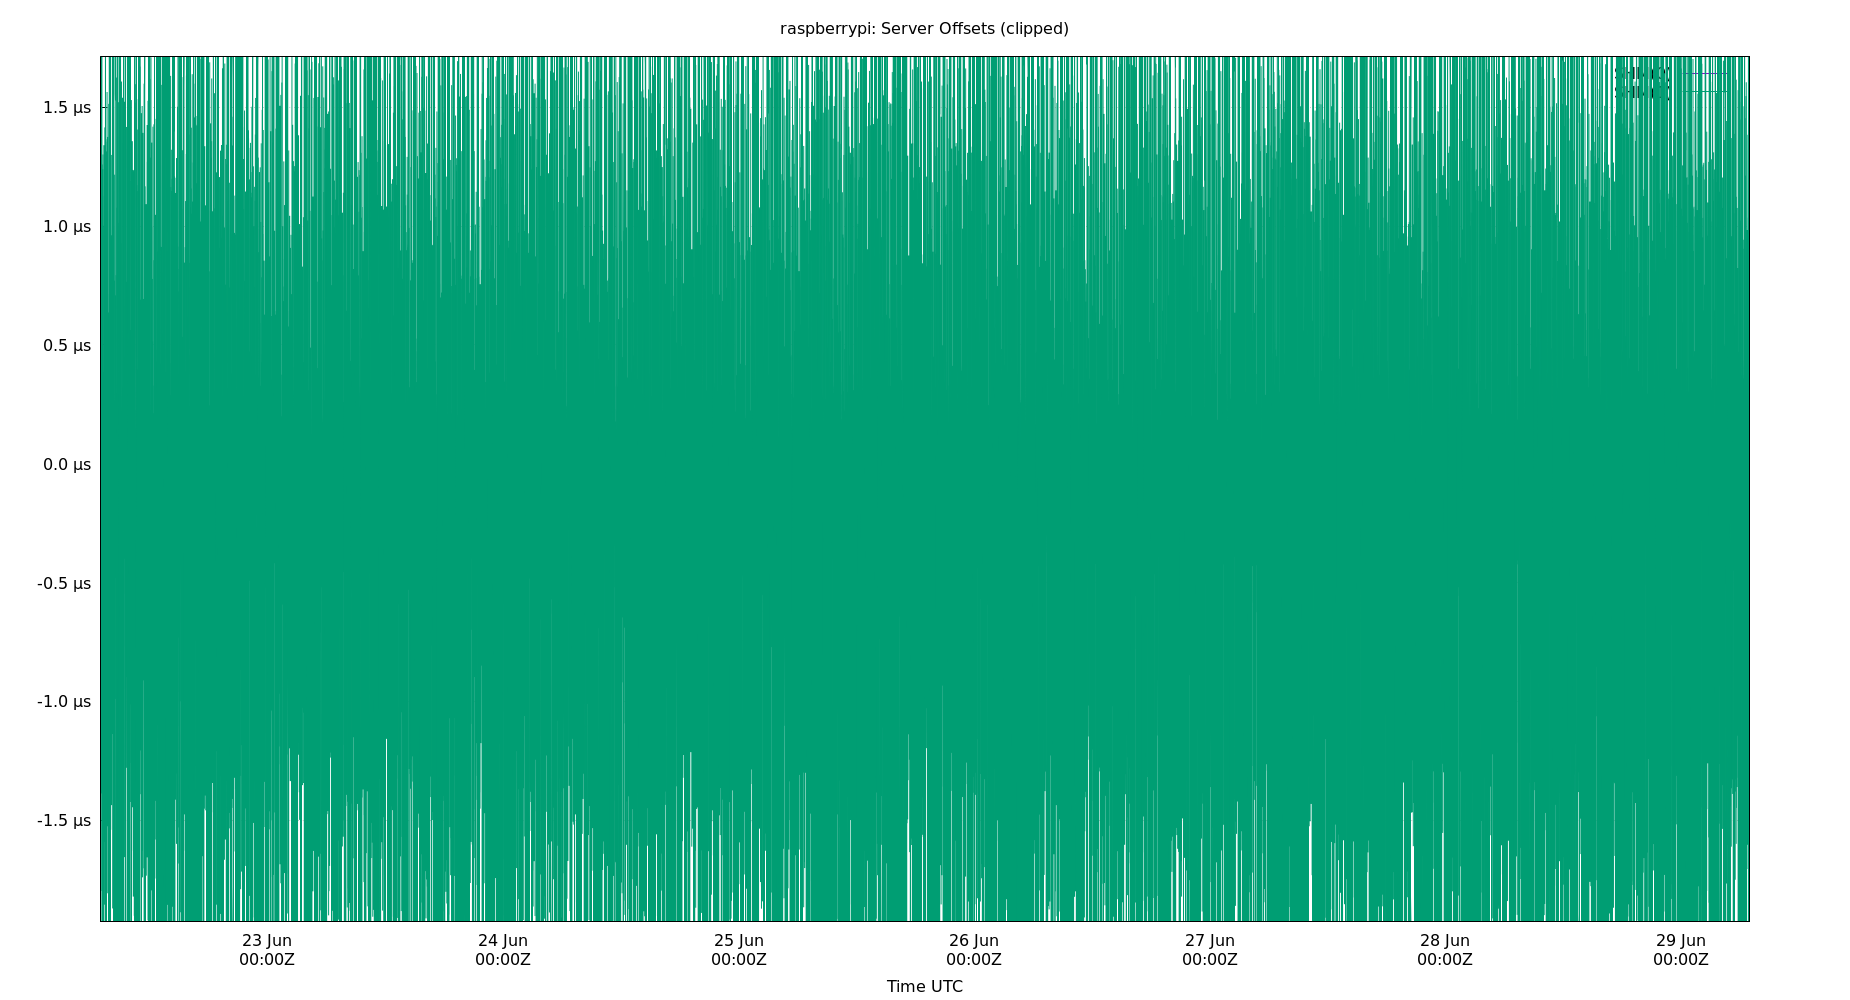 raspberrypi: Server Offsets (clipped)
1.5 µs
1.0 µs
0.5 µs
0.0 µs
-0.5 µs
-1.0 µs
-1.5 µs
23 Jun
00:00Z
24 Jun
00:00Z
25 Jun
00:00Z
26 Jun
00:00Z
27 Jun
00:00Z
28 Jun
00:00Z
29 Jun
00:00Z
Time UTC